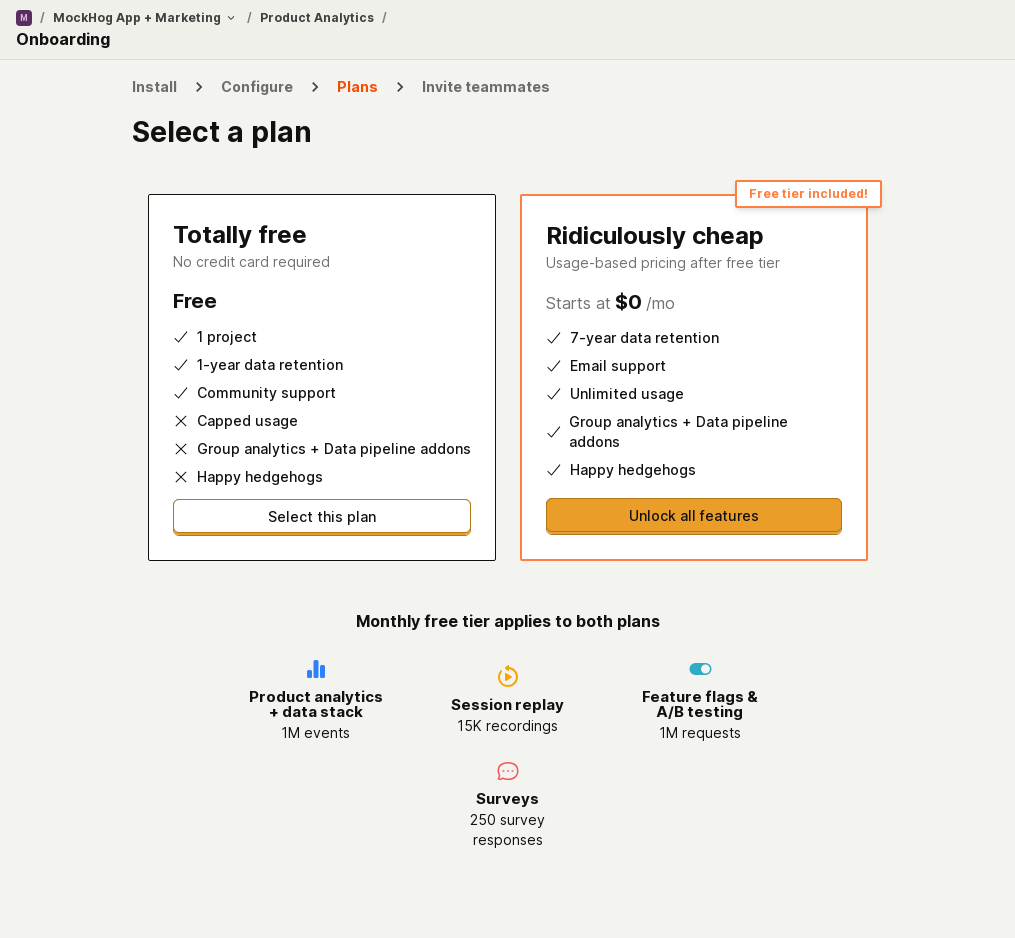 M / MockHog App + Marketing / Product Analytics /
Onboarding
Install > Configure > Plans > Invite teammates
Select a plan
Totally free
No credit card required
Free
1 project
1-year data retention
Community support
Capped usage
Group analytics + Data pipeline addons
Happy hedgehogs
Select this plan
Free tier included!
Ridiculously cheap
Usage-based pricing after free tier
Starts at $0 /mo
7-year data retention
Email support
Unlimited usage
Group analytics + Data pipeline
addons
Happy hedgehogs
Unlock all features
Monthly free tier applies to both plans
Product analytics
+ data stack
1M events
Session replay
15K recordings
Feature flags &
A/B testing
1M requests
Surveys
250 survey
responses